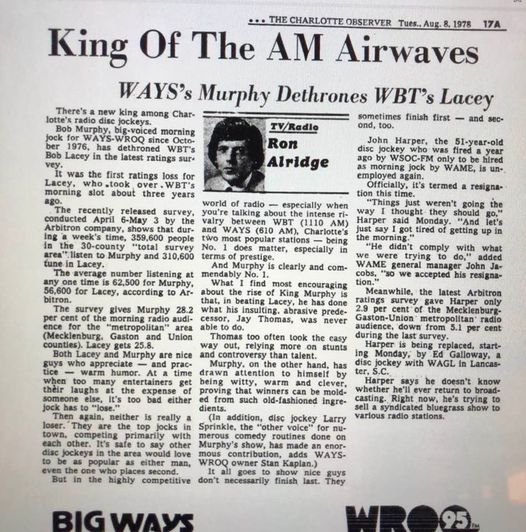 ••• THE CHARLOTTE OBSERVER Tues., Aug. 8, 1978 17A
King Of The AM Airwaves
WAYS's Murphy Dethrones WBT's Lacey
There's a new king among Char-
lotte's radio disc jockeys.
Bob Murphy, big-voiced morning
jock for WAYS-WROQ since Octo-
ber 1976, has dethroned WBT's
Bob Lacey in the latest ratings sur-
vey.
It was the first ratings loss for
Lacey, who took over WBT's
morning slot about three years
ago.
The recently released survey,
conducted April 6-May 3 by the
Arbitron company, shows that dur-
ing a week's time, 359,600 people
in the 30-county "total survey
area" listen to Murphy and 310,600
tune in Lacey.
The average number listening at
any one time is 62,500 for Murphy,
56,600 for Lacey, according to Ar-
bitron.
The survey gives Murphy 28.2
per cent of the morning radio audi-
ence for the "metropolitan" area
(Mecklenburg, Gaston and Union
counties). Lacey gets 25.8.
Both Lacey and Murphy are nice
guys who appreciate — and prac-
tice — warm humor. At a time
when too many entertainers get
their laughs at the expense of
someone else, it's too bad either
jock has to "lose."
Then again, neither is really a
loser. They are the top jocks in
town, competing primarily with
each other. It's safe to say other
disc jockeys in the area would love
to be as popular as either man,
even the one who places second.
But in the highly competitive
TV/Radio
Ron
Alridge
world of radio — especially when
you're talking about the intense ri-
valry between WBT (1110 AM)
and WAYS (610 AM), Charlotte's
two most popular stations — being
No. 1 does matter, especially in
terms of prestige.
And Murphy is clearly and com-
mendably No. 1.
What I find most encouraging
about the rise of King Murphy is
that, in beating Lacey, he has done
what his insulting, abrasive prede-
cessor, Jay Thomas, was never
able to do.
Thomas too often took the easy
way out, relying more on stunts
and controversy than talent.
Murphy, on the other hand, has
drawn attention to himself by
being witty, warm and clever,
proving that winners can be mold-
ed from such old-fashioned ingre-
dients.
(In addition, disc jockey Larry
Sprinkle, the "other voice" for nu-
merous comedy routines done on
Murphy's show, has made an enor-
mous contribution, adds WAYS-
WROQ owner Stan Kaplan.)
It all goes to show nice guys
don't necessarily finish last. They
sometimes finish first — and sec-
ond, too.
John Harper, the 51-year-old
disc jockey who was fired a year
ago by WSOC-FM only to be hired
as morning jock by WAME, is un-
employed again.
Officially, it's termed a resigna-
tion this time.
"Things just weren't going the
way I thought they should go,"
Harper said Monday. "And let's
just say I got tired of getting up in
the morning."
"He didn't comply with what
we were trying to do," added
WAME general manager John Ja-
cobs, "so we accepted his resigna-
tion."
Meanwhile, the latest Arbitron
ratings survey gave Harper only
2.9 per cent of the Mecklenburg-
Gaston-Union metropolitan radio
audience, down from 5.1 per cent
during the last survey.
Harper is being replaced, start-
ing Monday, by Ed Galloway, a
disc jockey with WAGL in Lancas-
ter, S.C.
Harper says he doesn't know
whether he'll ever return to broad-
casting. Right now, he's trying to
sell a syndicated bluegrass show to
various radio stations.
BIG WAYS
WRO 95